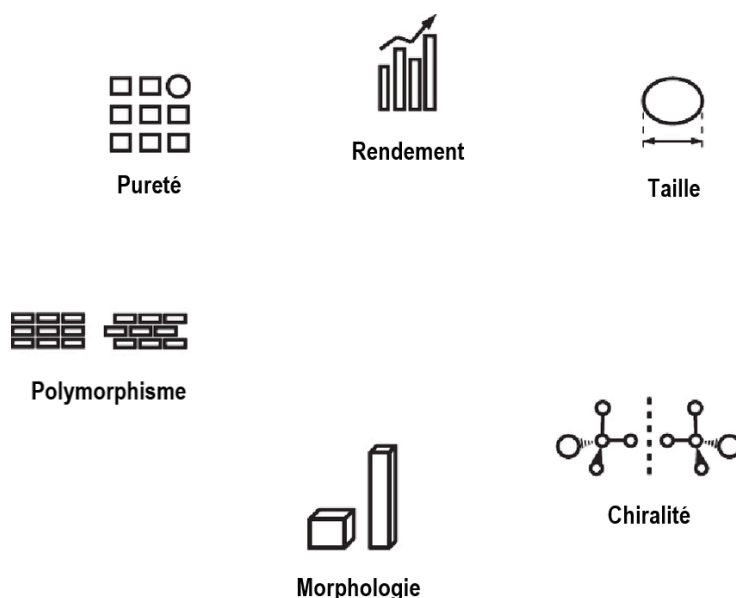 Rendement
Pureté
Taille
Polymorphisme
Chiralité
Morphologie